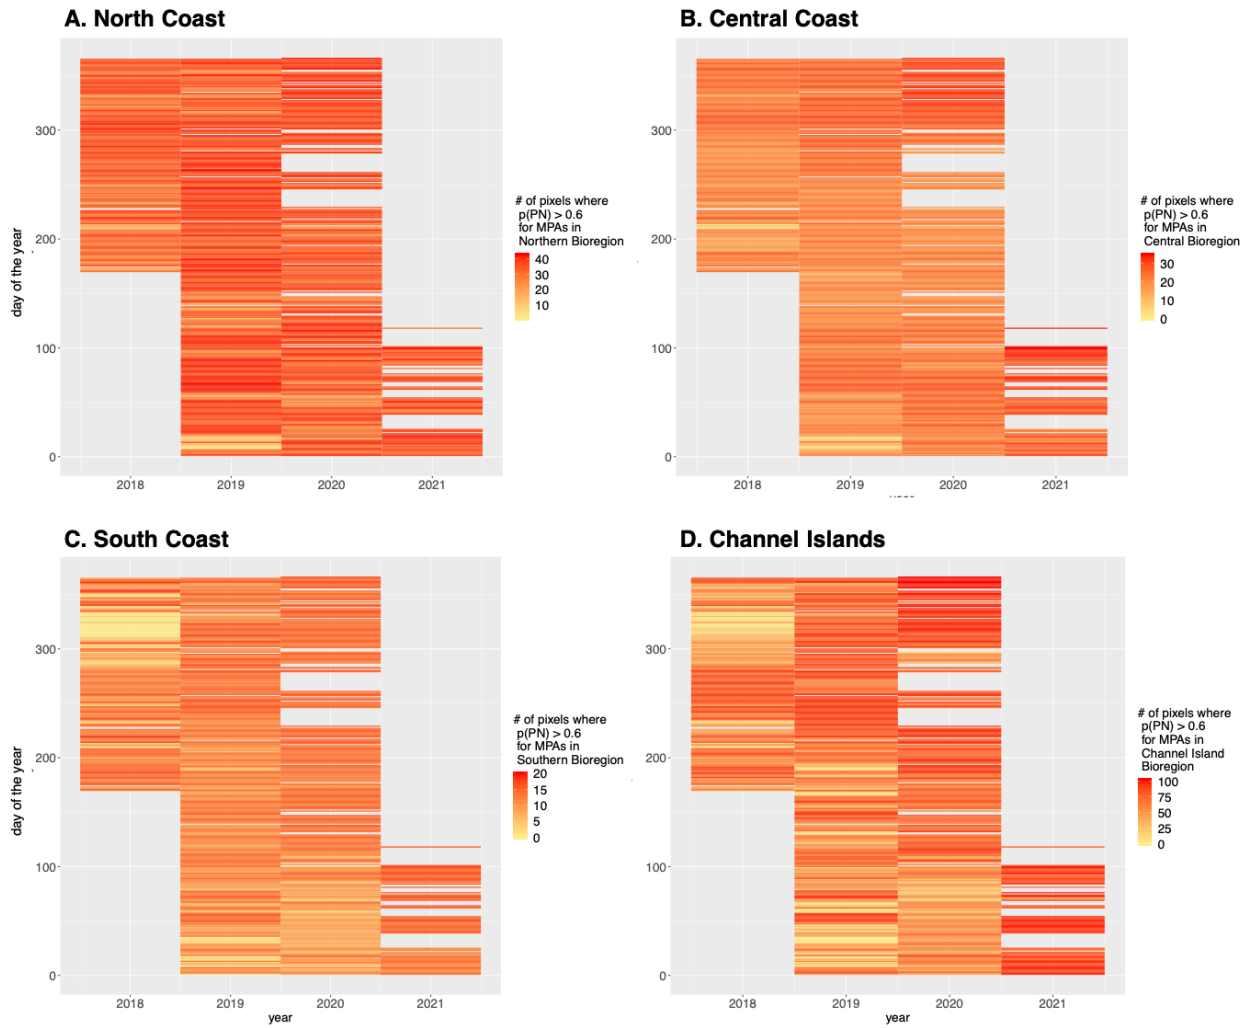 A. North Coast
day of the year
300
200
100
0
2018 2019 2020 2021
# of pixels where
p(PN) > 0.6
for MPAs in
Northern Bioregion
40
30
20
10
B. Central Coast
300
200
100
0
2018 2019 2020 2021
# of pixels where
p(PN) > 0.6
for MPAs in
Central Bioregion
30
20
10
0
C. South Coast
day of the year
300
200
100
0
2018 2019 2020 2021
year
# of pixels where
p(PN) > 0.6
for MPAs in
Southern Bioregion
20
15
10
5
0
D. Channel Islands
300
200
100
0
2018 2019 2020 2021
year
# of pixels where
p(PN) > 0.6
for MPAs in
Channel Island
Bioregion
100
75
50
25
0